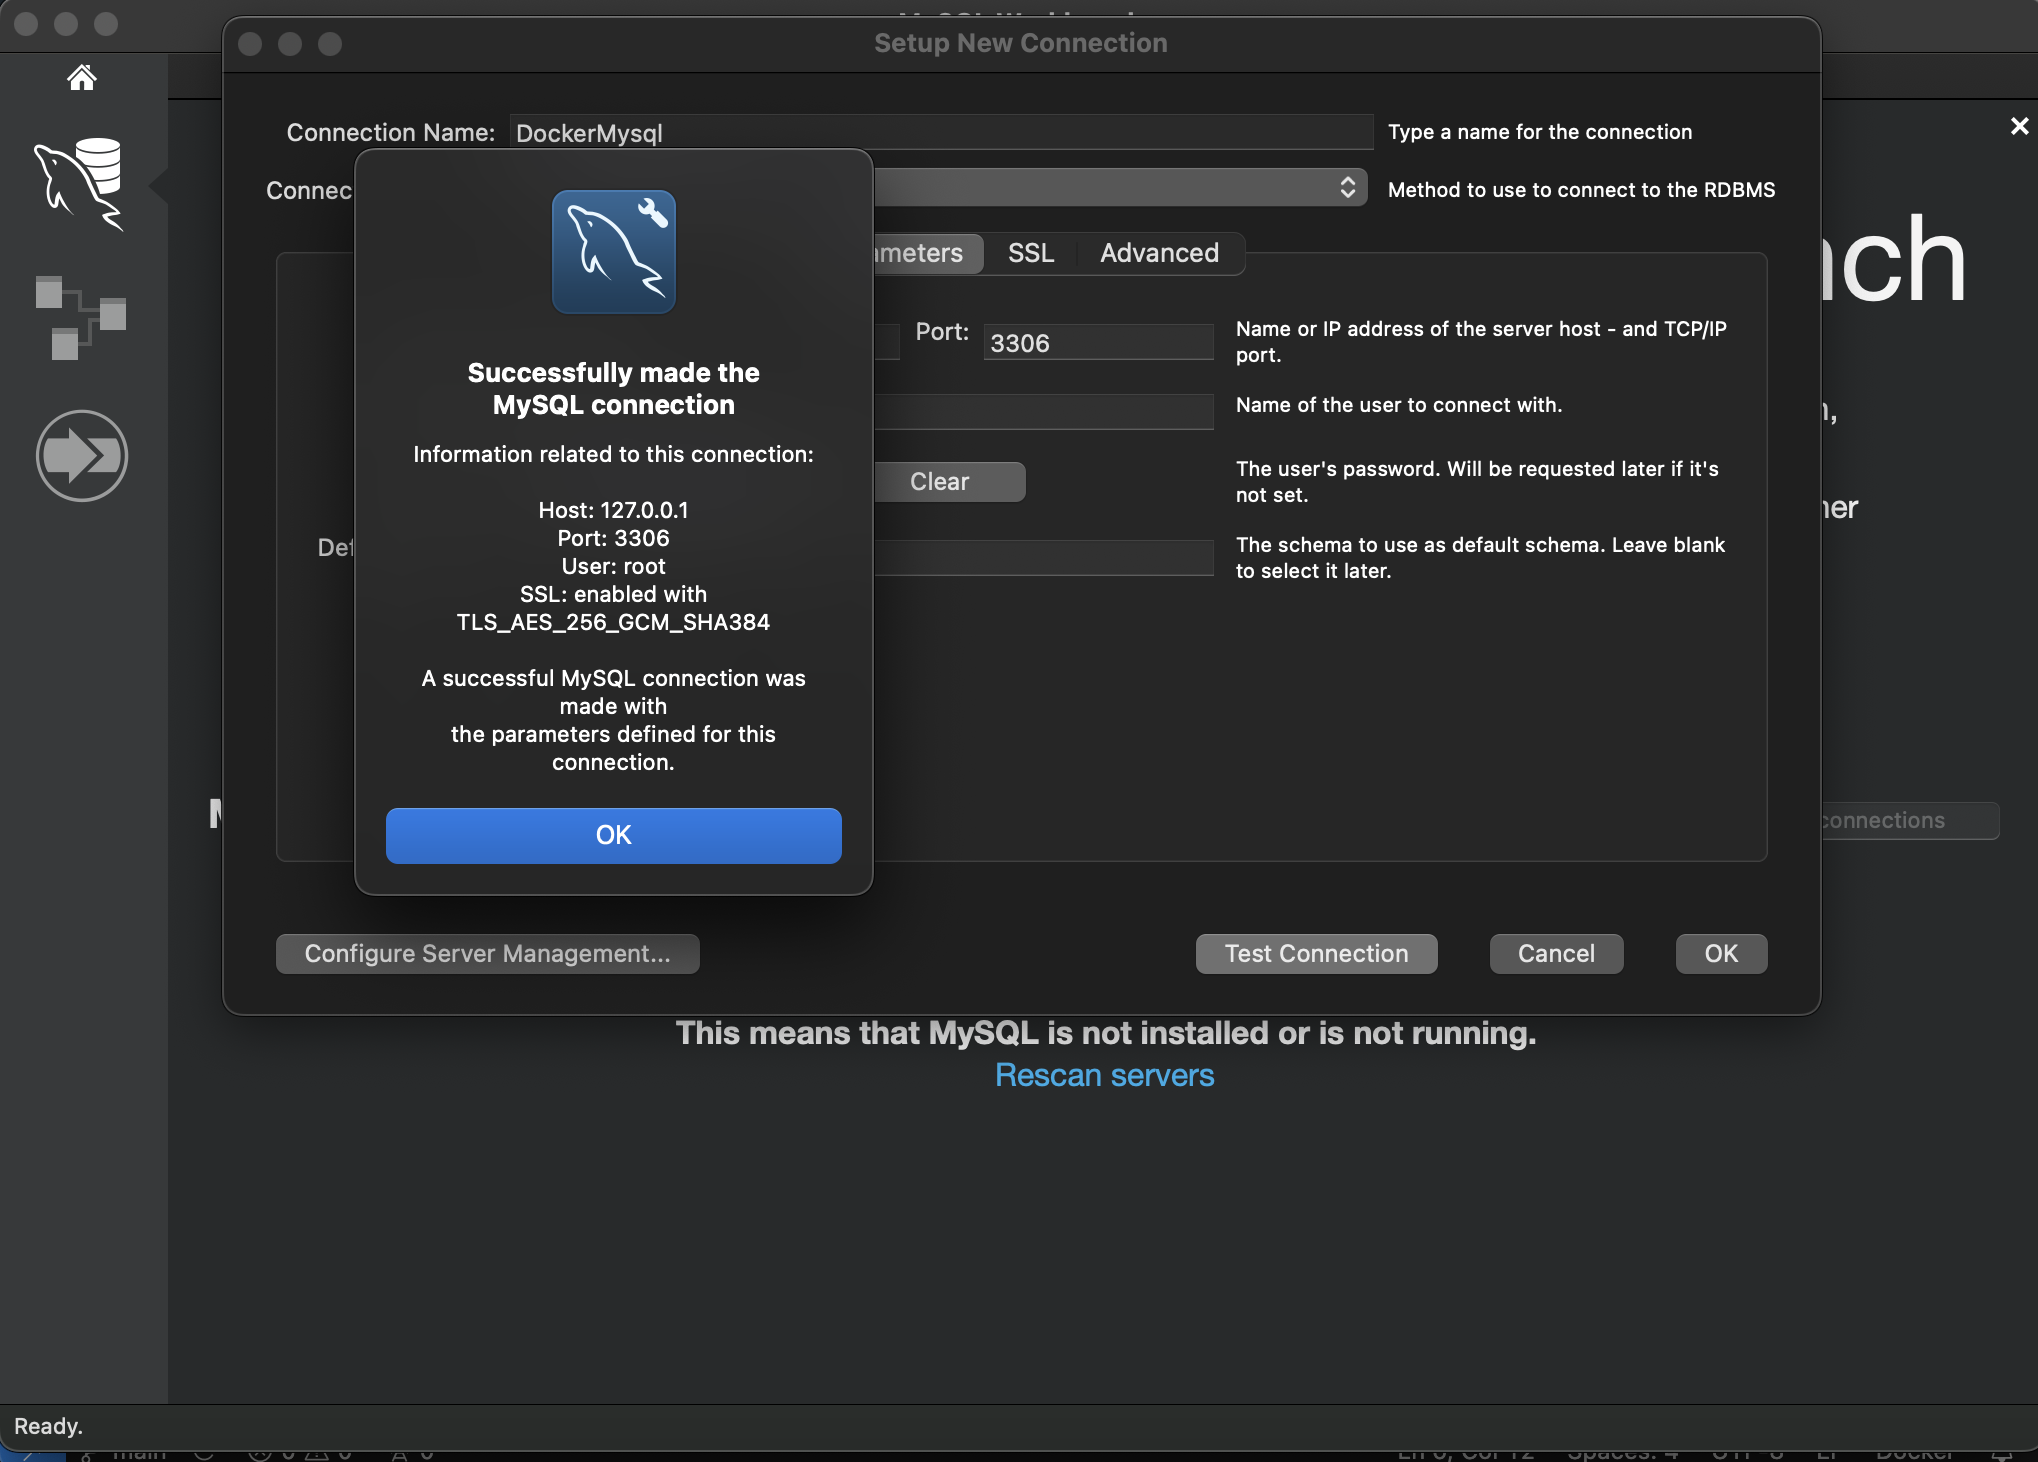 Setup New Connection
Connection Name: DockerMysql Type a name for the connection
Method to use to connect to the RDBMS
SSL Advanced
Port: 3306 Name or IP address of the server host - and TCP/IP
port.
Name of the user to connect with.
Clear The user's password. Will be requested later if it's
not set.
The schema to use as default schema. Leave blank
to select it later.
Successfully made the
MySQL connection
Information related to this connection:
Host: 127.0.0.1
Port: 3306
User: root
SSL: enabled with
TLS_AES_256_GCM_SHA384
A successful MySQL connection was
made with
the parameters defined for this
connection.
OK
connections
Configure Server Management... Test Connection Cancel OK
This means that MySQL is not installed or is not running.
Rescan servers
Ready.